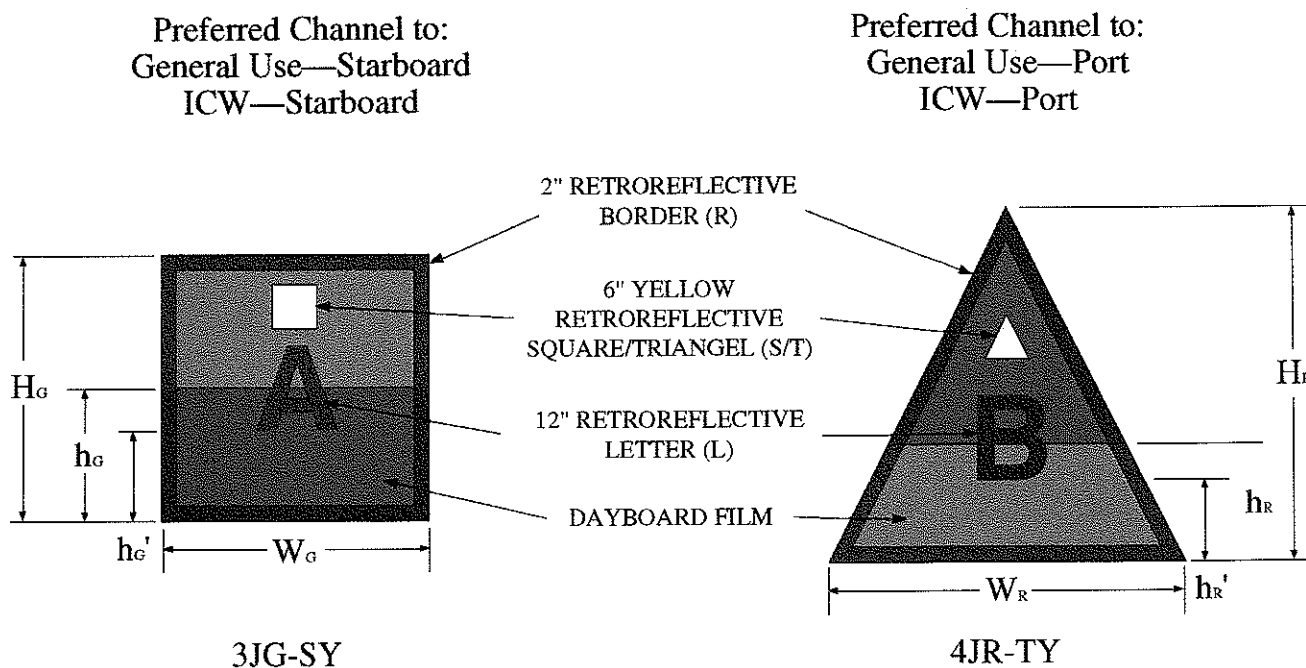 Preferred Channel to:
General Use—Starboard
ICW—Starboard
Preferred Channel to:
General Use—Port
ICW—Port
2" RETROREFLECTIVE
BORDER (R)
6" YELLOW
RETROREFLECTIVE
SQUARE/TRIANGEL (S/T)
12" RETROREFLECTIVE
LETTER (L)
DAYBOARD FILM
HG
hG
hG'
WG
A
3JG-SY
B
HR
hR
hR'
WR
4JR-TY